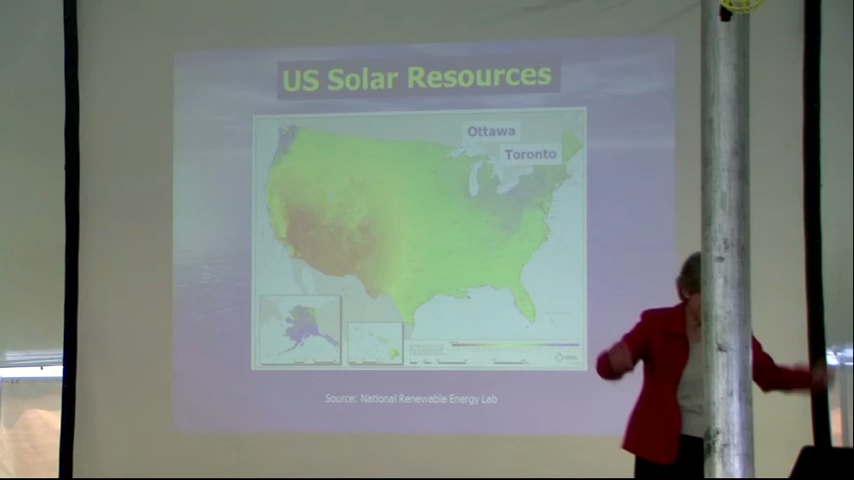 US Solar Resources
Ottawa
Toronto
Source: National Renewable Energy Lab